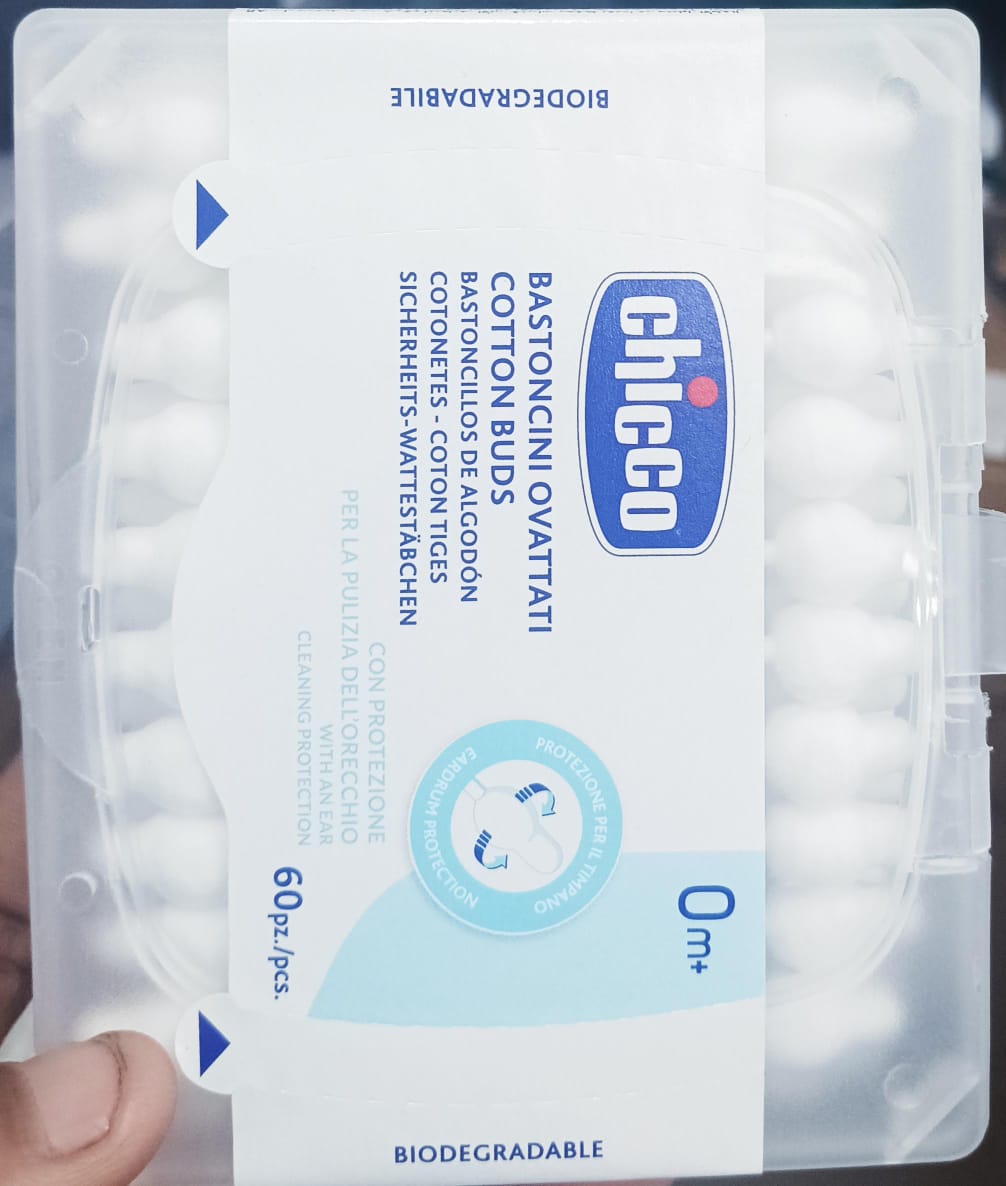 BIODEGRADABILE
chicco
BASTONCINI OVATTATI
COTTON BUDS
BASTONCILLOS DE ALGODÓN
COTONETES - COTON TIGES
SICHERHEITS-WATTESTÄBCHEN
CON PROTEZIONE
PER LA PULIZIA DELL'ORECCHIO
WITH AN EAR
CLEANING PROTECTION
PROTEZIONE PER IL TIMPANO
EARDRUM PROTECTION
0m+
60pz./pcs.
BIODEGRADABLE